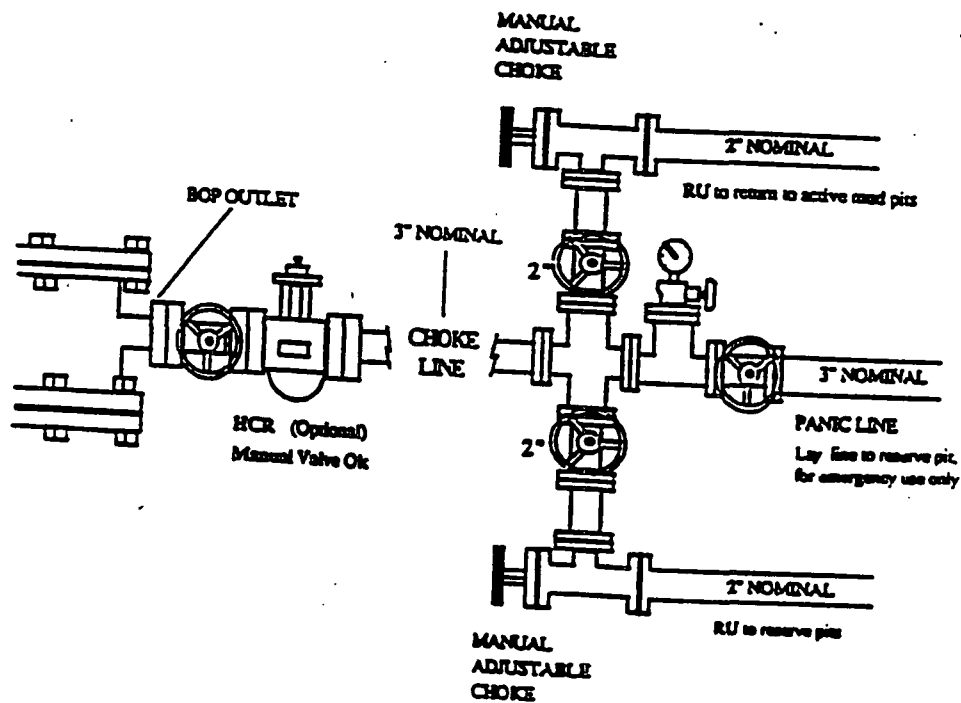 MANUAL
ADJUSTABLE
CHOKE
2" NOMINAL
RU to return to active mud pits
BOP OUTLET
3" NOMINAL
2"
CHOKE
LINE
3" NOMINAL
HCR (Optional)
Manual Valve Ok
2"
PANIC LINE
Lay line to reserve pit,
for emergency use only
2" NOMINAL
RU to reserve pits
MANUAL
ADJUSTABLE
CHOKE